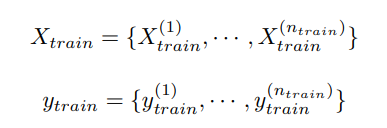 X_{train} = \{X_{train}^{(1)}, \cdots, X_{train}^{(n_{train})}\}
y_{train} = \{y_{train}^{(1)}, \cdots, y_{train}^{(n_{train})}\}